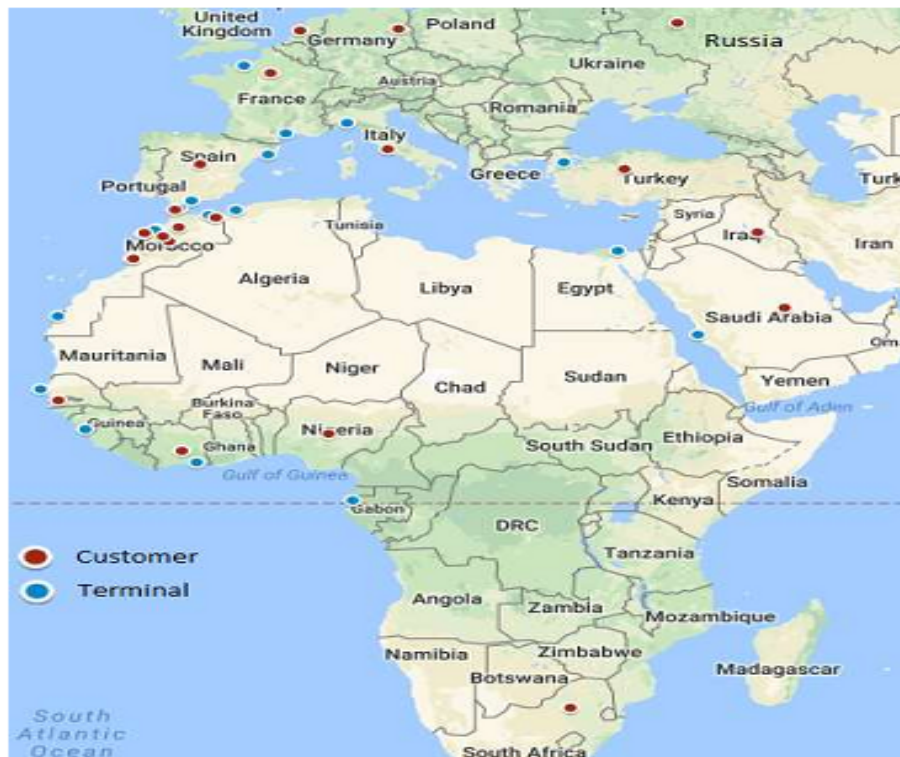 United
Kingdom
Poland
Germany
Russia
Ukraine
Austria
France
Romania
Italy
Spain
Portugal
Greece
Turkey
Turk
Syria
Tunisia
Morocco
Iraq
Iran
Algeria
Libya
Egypt
Saudi Arabia
Om
Mauritania
Mali
Niger
Chad
Sudan
Yemen
Gulf of Aden
Burkina
Faso
Guinea
Nigeria
Ghana
South Sudan
Ethiopia
Gulf of Guinea
Somalia
Kenya
Gabon
DRC
Customer
Tanzania
Terminal
Angola
Zambia
Mozambique
Namibia
Zimbabwe
Botswana
Madagascar
South
Atlantic
Ocean
South Africa